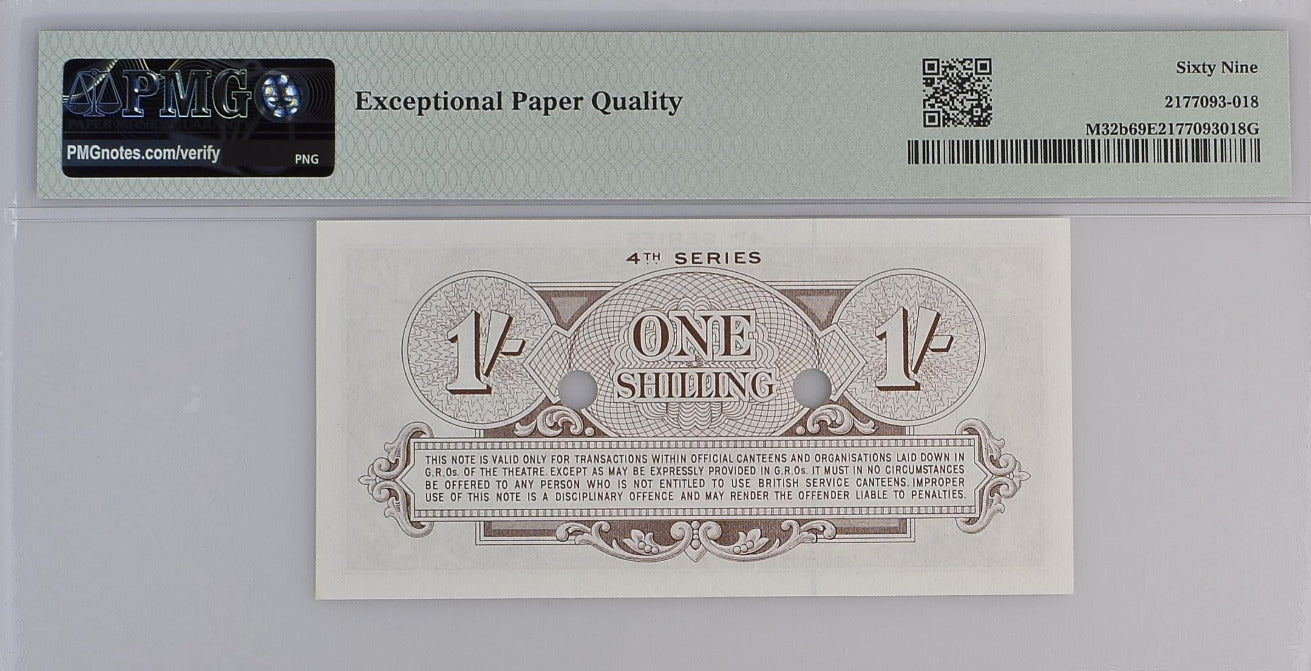 PMG
PMGnotes.com/verify
PNG
Exceptional Paper Quality
Sixty Nine
2177093-018
M32b69E2177093018G
4TH SERIES
1/-
ONE
SHILLING
1/-
THIS NOTE IS VALID ONLY FOR TRANSACTIONS WITHIN OFFICIAL CANTEENS AND ORGANISATIONS LAID DOWN IN
G.R.Os. OF THE THEATRE. EXCEPT AS MAY BE EXPRESSLY PROVIDED IN G.R.Os. IT MUST IN NO CIRCUMSTANCES
BE OFFERED TO ANY PERSON WHO IS NOT ENTITLED TO USE BRITISH SERVICE CANTEENS. IMPROPER
USE OF THIS NOTE IS A DISCIPLINARY OFFENCE AND MAY RENDER THE OFFENDER LIABLE TO PENALTIES.